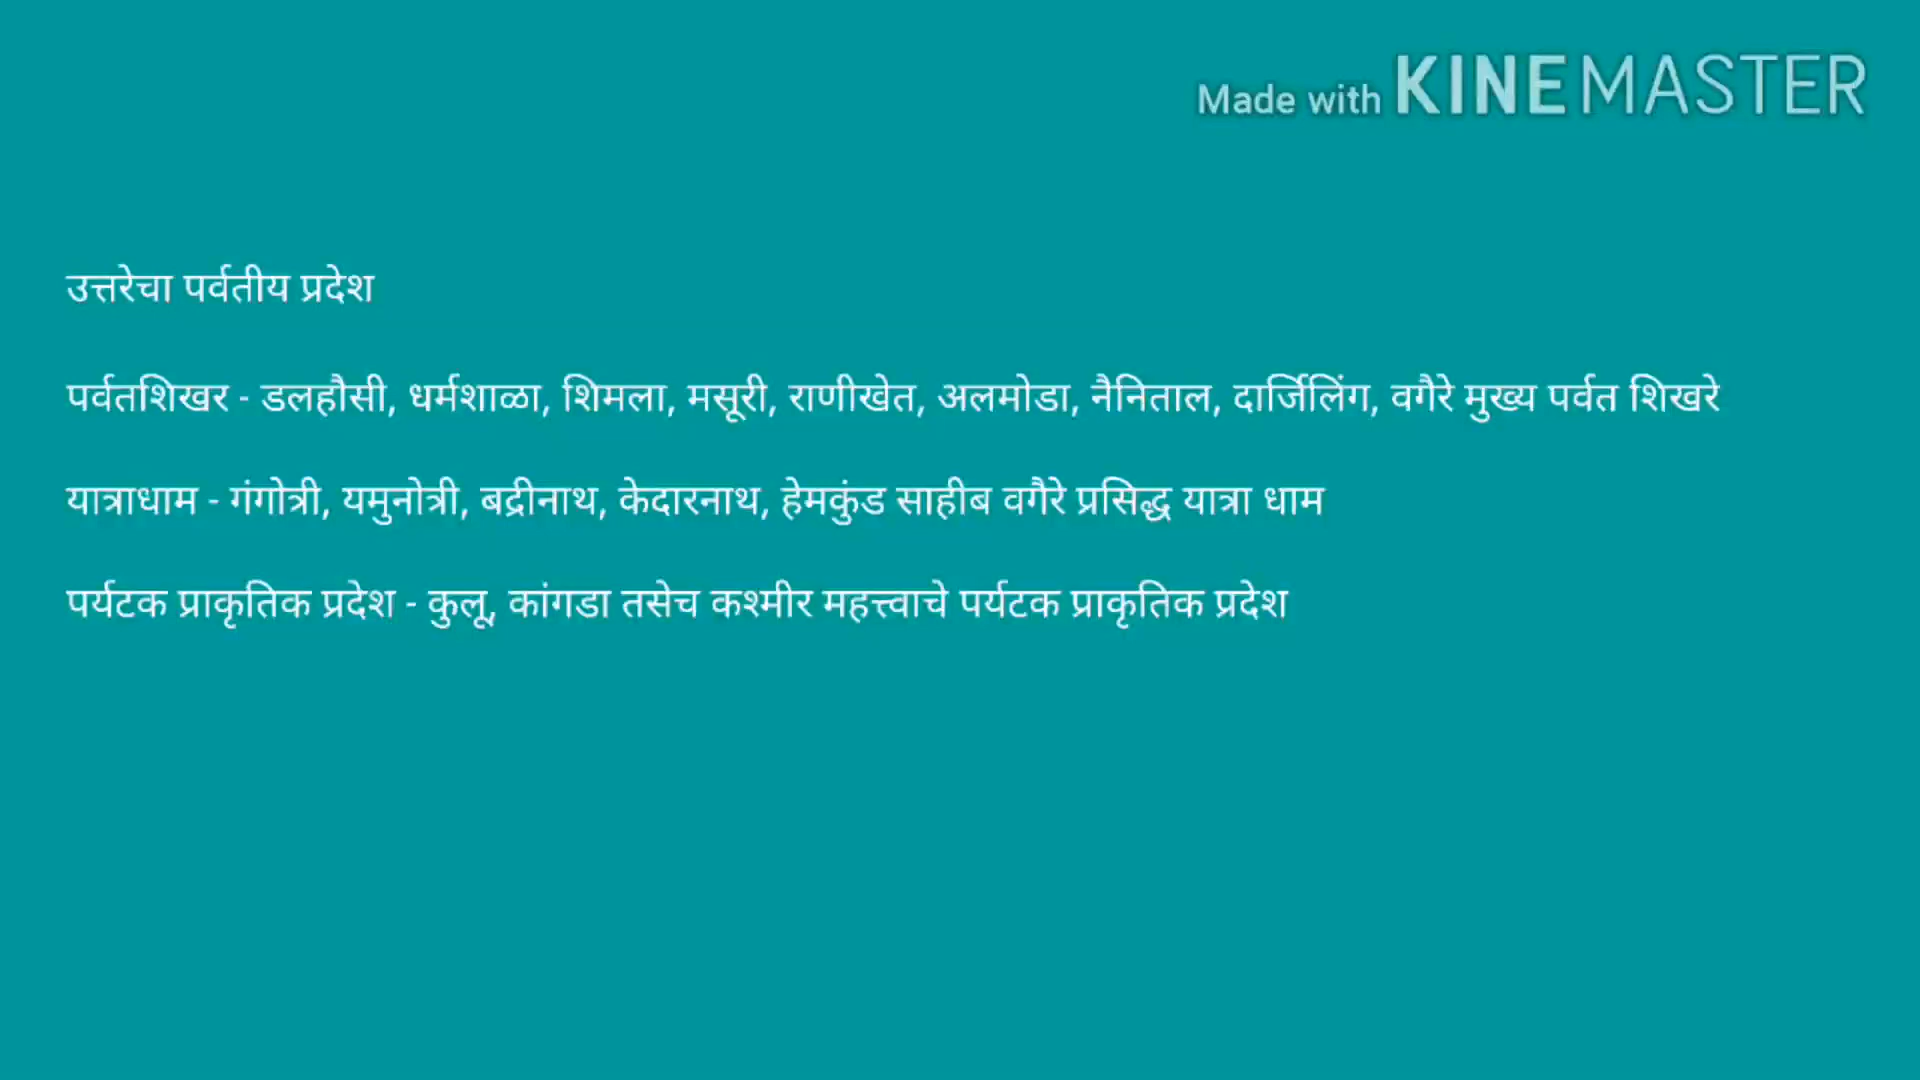 Made with KINEMASTER
उत्तरेचा पर्वतीय प्रदेश
पर्वतशिखर - डलहौसी, धर्मशाळा, शिमला, मसूरी, राणीखेत, अलमोडा, नैनिताल, दार्जिलिंग, वगैरे मुख्य पर्वत शिखरे
यात्राधाम - गंगोत्री, यमुनोत्री, बद्रीनाथ, केदारनाथ, हेमकुंड साहीब वगैरे प्रसिद्ध यात्रा धाम
पर्यटक प्राकृतिक प्रदेश - कुलू, कांगडा तसेच कश्मीर महत्त्वाचे पर्यटक प्राकृतिक प्रदेश